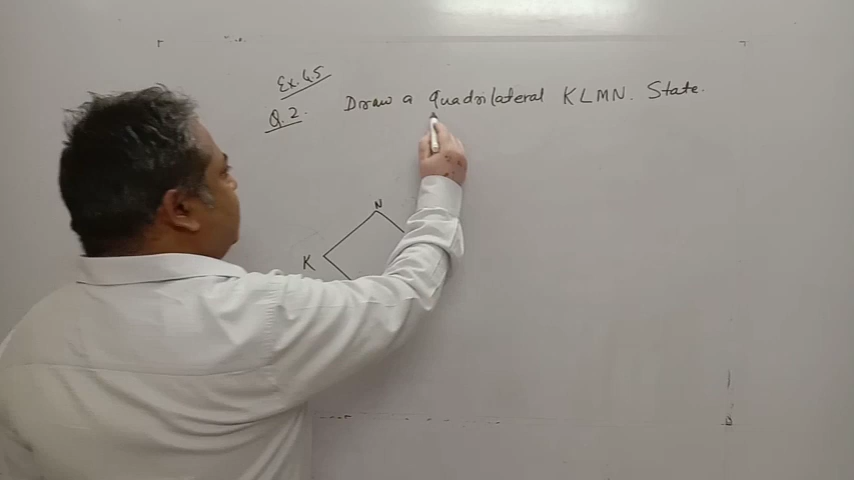 Ex. 4.5
Q. 2. Draw a Quadrilateral KLMN. State.
N
K